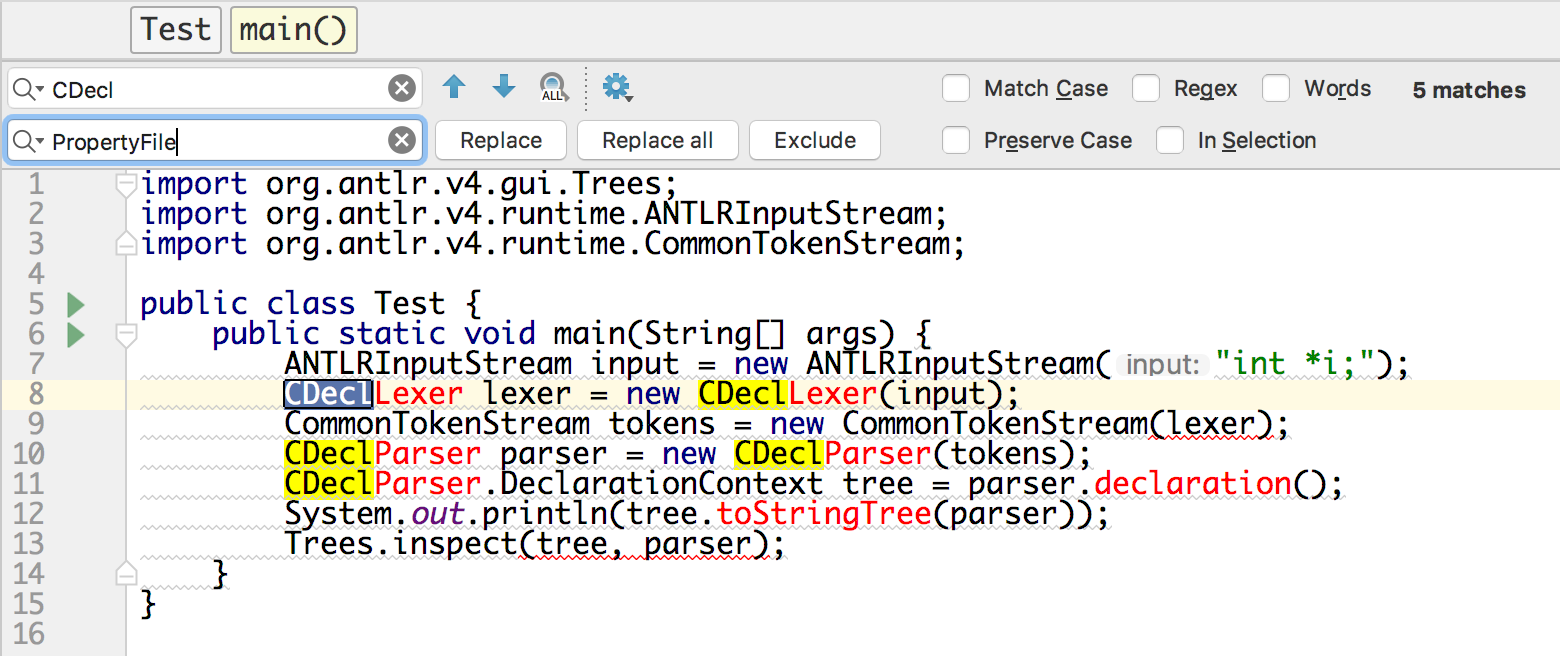 Test main()
CDecl ALL Match Case Regex Words 5 matches
PropertyFile Replace Replace all Exclude Preserve Case In Selection
1 import org.antlr.v4.gui.Trees;
2 import org.antlr.v4.runtime.ANTLRInputStream;
3 import org.antlr.v4.runtime.CommonTokenStream;
4
5 public class Test {
6 public static void main(String[] args) {
7 ANTLRInputStream input = new ANTLRInputStream( input: "int *i;");
8 CDeclLexer lexer = new CDeclLexer(input);
9 CommonTokenStream tokens = new CommonTokenStream(lexer);
10 CDeclParser parser = new CDeclParser(tokens);
11 CDeclParser.DeclarationContext tree = parser.declaration();
12 System.out.println(tree.toStringTree(parser));
13 Trees.inspect(tree, parser);
14 }
15 }
16